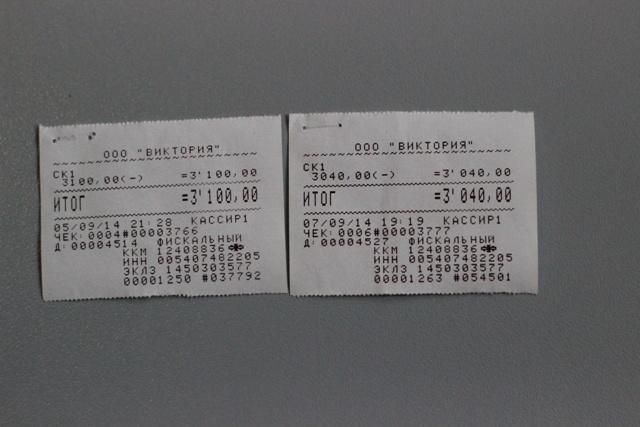 ООО "ВИКТОРИЯ"
СК1
3100,00(-) =3'100,00
ИТОГ =3'100,00
05/09/14 21:28 КАССИР1
ЧЕК:0004#00003766
Д:00004514 ФИСКАЛЬНЫЙ
ККМ 12408836
ИНН 005407482205
ЭКЛЗ 1450303577
00001250 #037792
ООО "ВИКТОРИЯ"
СК1
3040,00(-) =3'040,00
ИТОГ =3'040,00
07/09/14 19:19 КАССИР1
ЧЕК:0006#00003777
Д:00004527 ФИСКАЛЬНЫЙ
ККМ 12408836
ИНН 005407482205
ЭКЛЗ 1450303577
00001263 #054501